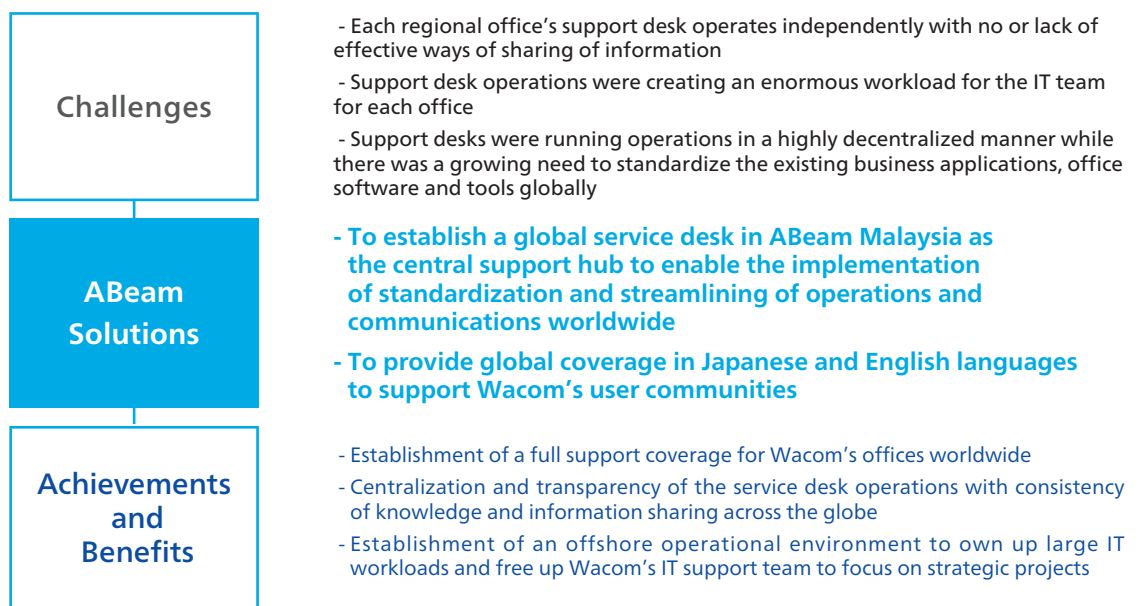 Challenges
- Each regional office's support desk operates independently with no or lack of
effective ways of sharing of information
- Support desk operations were creating an enormous workload for the IT team
for each office
- Support desks were running operations in a highly decentralized manner while
there was a growing need to standardize the existing business applications, office
software and tools globally
ABeam
Solutions
- To establish a global service desk in ABeam Malaysia as
the central support hub to enable the implementation
of standardization and streamlining of operations and
communications worldwide
- To provide global coverage in Japanese and English languages
to support Wacom's user communities
Achievements
and
Benefits
- Establishment of a full support coverage for Wacom's offices worldwide
- Centralization and transparency of the service desk operations with consistency
of knowledge and information sharing across the globe
- Establishment of an offshore operational environment to own up large IT
workloads and free up Wacom's IT support team to focus on strategic projects